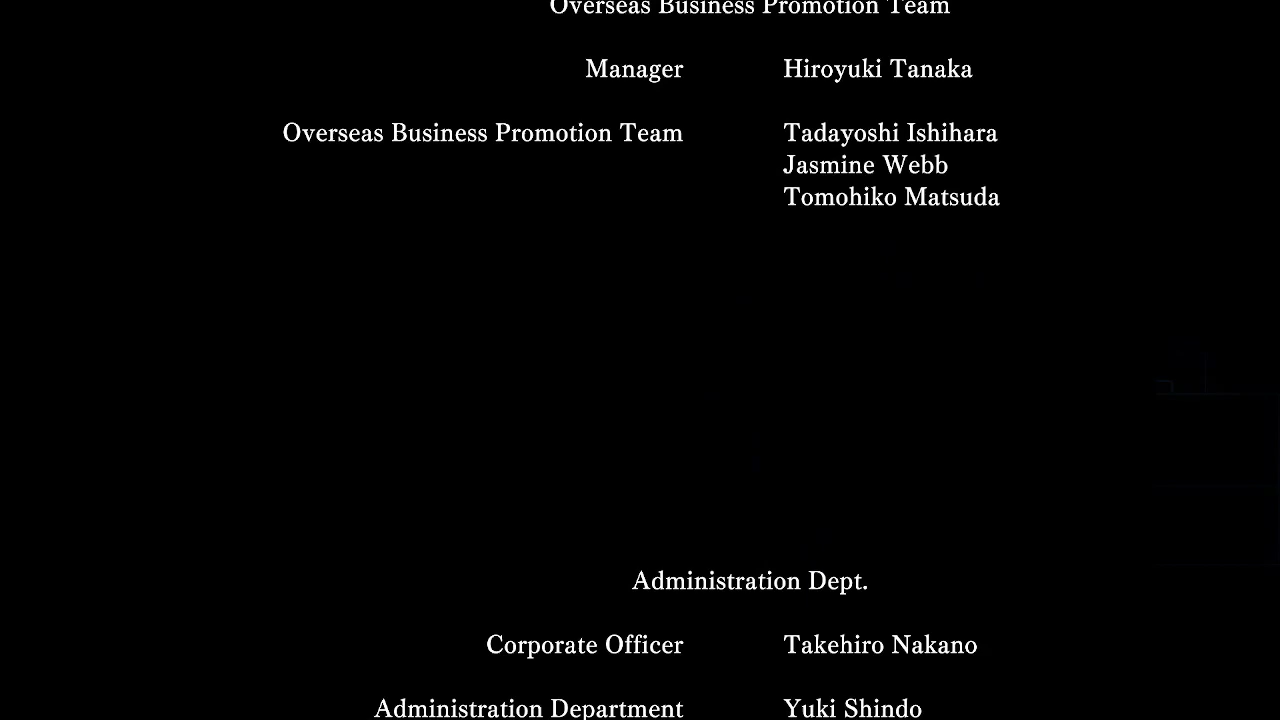 Overseas Business Promotion Team
Manager Hiroyuki Tanaka
Overseas Business Promotion Team Tadayoshi Ishihara
Jasmine Webb
Tomohiko Matsuda
Administration Dept.
Corporate Officer Takehiro Nakano
Administration Department Yuki Shindo